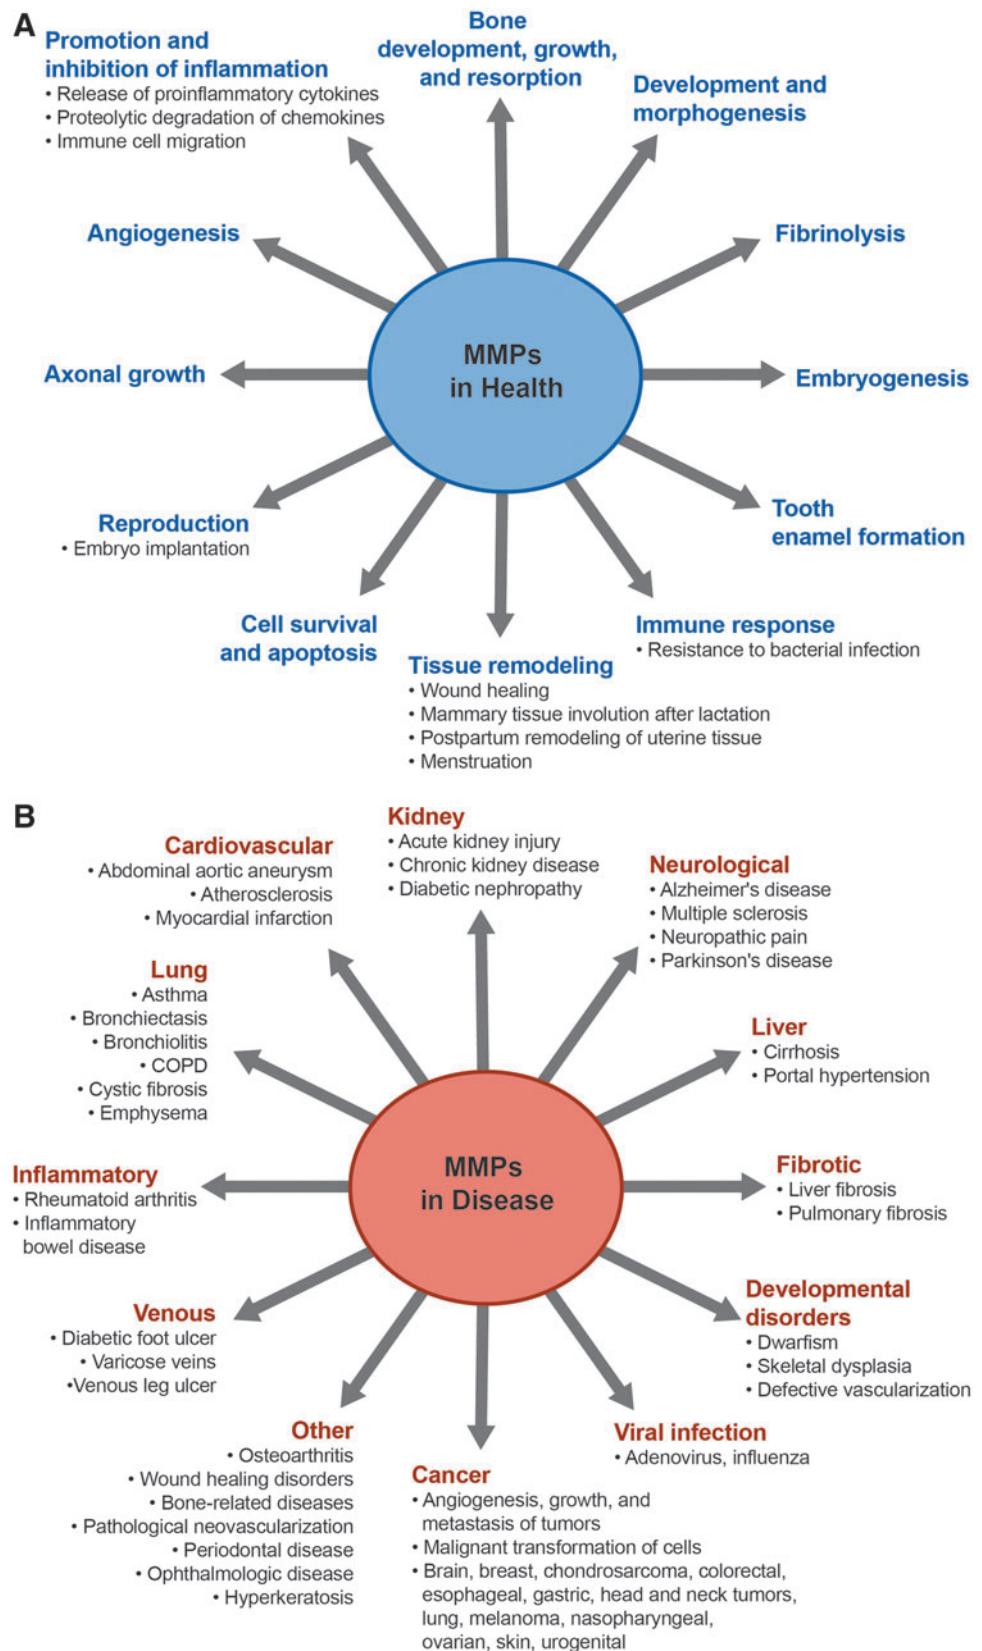 A
Promotion and
inhibition of inflammation
• Release of proinflammatory cytokines
• Proteolytic degradation of chemokines
• Immune cell migration
Bone
development, growth,
and resorption
Development and
morphogenesis
Angiogenesis
Fibrinolysis
MMPs
in Health
Axonal growth
Embryogenesis
Reproduction
• Embryo implantation
Tooth
enamel formation
Cell survival
and apoptosis
Immune response
• Resistance to bacterial infection
Tissue remodeling
• Wound healing
• Mammary tissue involution after lactation
• Postpartum remodeling of uterine tissue
• Menstruation
B
Cardiovascular
• Abdominal aortic aneurysm
• Atherosclerosis
• Myocardial infarction
Kidney
• Acute kidney injury
• Chronic kidney disease
• Diabetic nephropathy
Neurological
• Alzheimer's disease
• Multiple sclerosis
• Neuropathic pain
• Parkinson's disease
Lung
• Asthma
• Bronchiectasis
• Bronchiolitis
• COPD
• Cystic fibrosis
• Emphysema
Liver
• Cirrhosis
• Portal hypertension
MMPs
in Disease
Inflammatory
• Rheumatoid arthritis
• Inflammatory
bowel disease
Fibrotic
• Liver fibrosis
• Pulmonary fibrosis
Venous
• Diabetic foot ulcer
• Varicose veins
•Venous leg ulcer
Developmental
disorders
• Dwarfism
• Skeletal dysplasia
• Defective vascularization
Other
• Osteoarthritis
• Wound healing disorders
• Bone-related diseases
• Pathological neovascularization
• Periodontal disease
• Ophthalmologic disease
• Hyperkeratosis
Viral infection
• Adenovirus, influenza
Cancer
• Angiogenesis, growth, and
metastasis of tumors
• Malignant transformation of cells
• Brain, breast, chondrosarcoma, colorectal,
esophageal, gastric, head and neck tumors,
lung, melanoma, nasopharyngeal,
ovarian, skin, urogenital